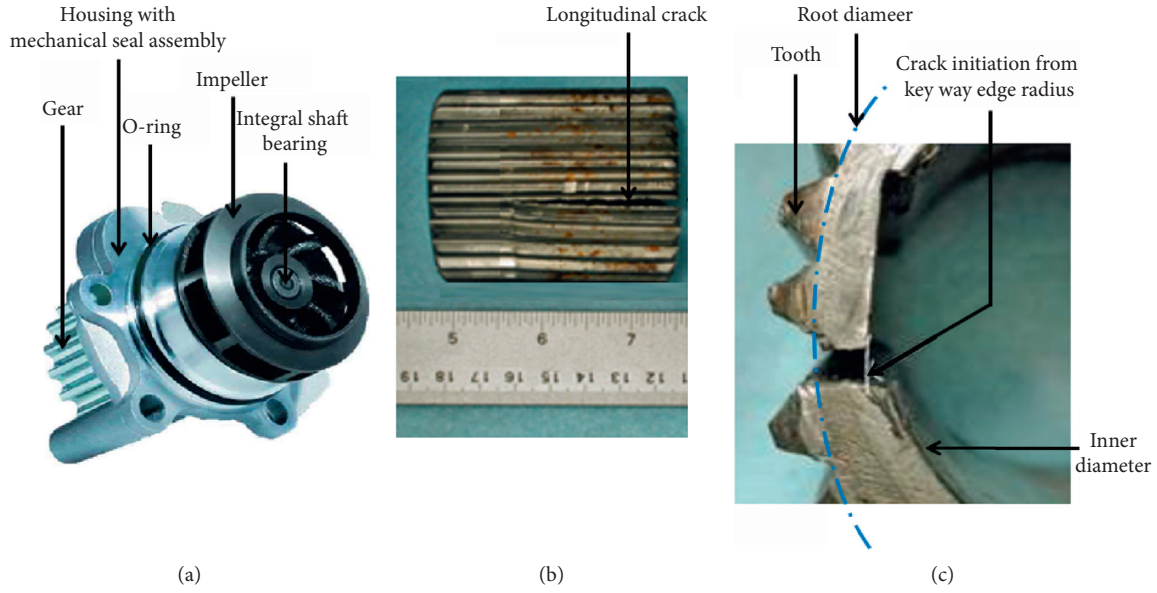 Housing with
mechanical seal assembly
Gear
O-ring
Impeller
Integral shaft
bearing
Longitudinal crack
5 6 7
19 18 17 16 15 14 13 12 1
Root diameer
Tooth
Crack initiation from
key way edge radius
Inner
diameter
(a)
(b)
(c)